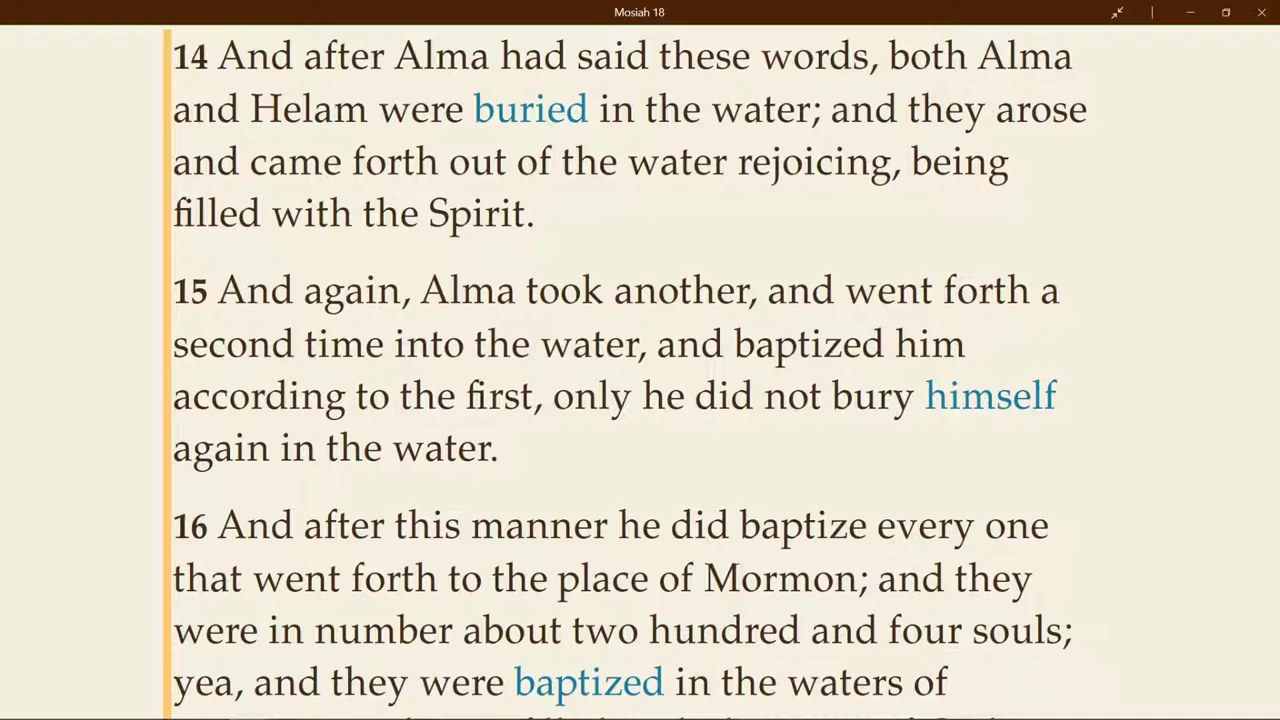 Mosiah 18
14 And after Alma had said these words, both Alma
and Helam were buried in the water; and they arose
and came forth out of the water rejoicing, being
filled with the Spirit.
15 And again, Alma took another, and went forth a
second time into the water, and baptized him
according to the first, only he did not bury himself
again in the water.
16 And after this manner he did baptize every one
that went forth to the place of Mormon; and they
were in number about two hundred and four souls;
yea, and they were baptized in the waters of